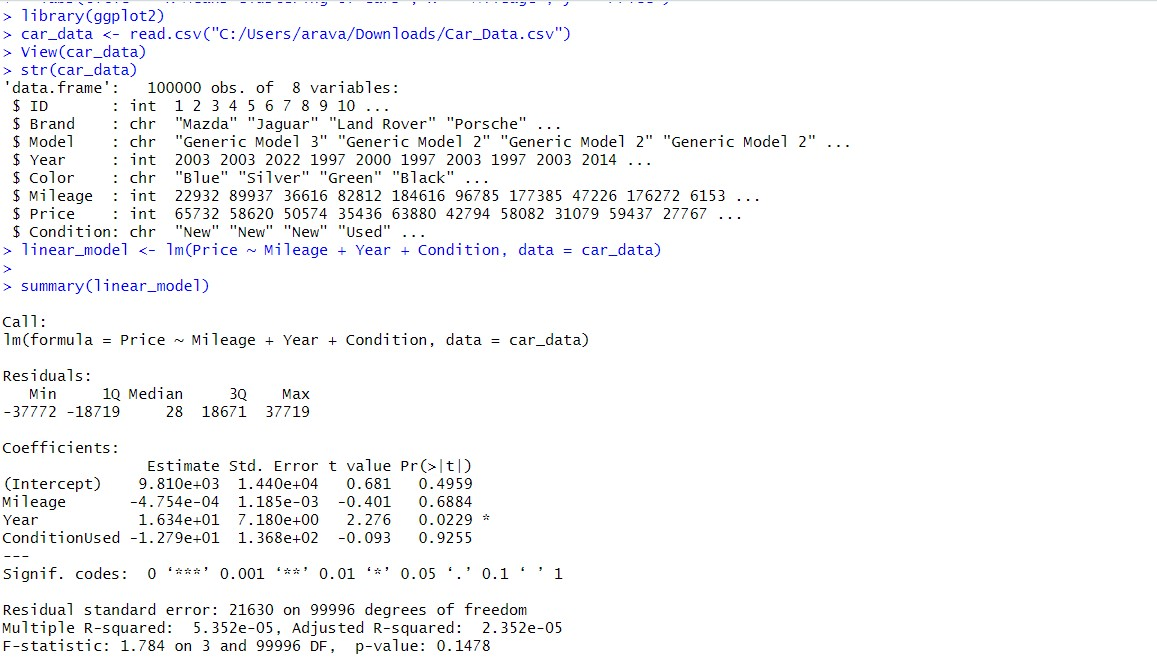 > library(ggplot2)
> car_data <- read.csv("C:/Users/arava/Downloads/Car_Data.csv")
> View(car_data)
> str(car_data)
'data.frame':   100000 obs. of  8 variables:
 $ ID       : int  1 2 3 4 5 6 7 8 9 10 ...
 $ Brand    : chr  "Mazda" "Jaguar" "Land Rover" "Porsche" ...
 $ Model    : chr  "Generic Model 3" "Generic Model 2" "Generic Model 2" "Generic Model 2" ...
 $ Year     : int  2003 2003 2022 1997 2000 1997 2003 1997 2003 2014 ...
 $ Color    : chr  "Blue" "Silver" "Green" "Black" ...
 $ Mileage  : int  22932 89937 36616 82812 184616 96785 177385 47226 176272 6153 ...
 $ Price    : int  65732 58620 50574 35436 63880 42794 58082 31079 59437 27767 ...
 $ Condition: chr  "New" "New" "New" "Used" ...
> linear_model <- lm(Price ~ Mileage + Year + Condition, data = car_data)
>
> summary(linear_model)
Call:
lm(formula = Price ~ Mileage + Year + Condition, data = car_data)
Residuals:
   Min     1Q Median     3Q    Max
-37772 -18719     28  18671  37719
Coefficients:
                Estimate Std. Error t value Pr(>|t|)
(Intercept)    9.810e+03  1.440e+04   0.681   0.4959
Mileage       -4.754e-04  1.185e-03  -0.401   0.6884
Year           1.634e+01  7.180e+00   2.276   0.0229 *
ConditionUsed -1.279e+01  1.368e+02  -0.093   0.9255
---
Signif. codes:  0 ‘***’ 0.001 ‘**’ 0.01 ‘*’ 0.05 ‘.’ 0.1 ‘ ’ 1
Residual standard error: 21630 on 99996 degrees of freedom
Multiple R-squared:  5.352e-05, Adjusted R-squared:  2.352e-05
F-statistic: 1.784 on 3 and 99996 DF,  p-value: 0.1478